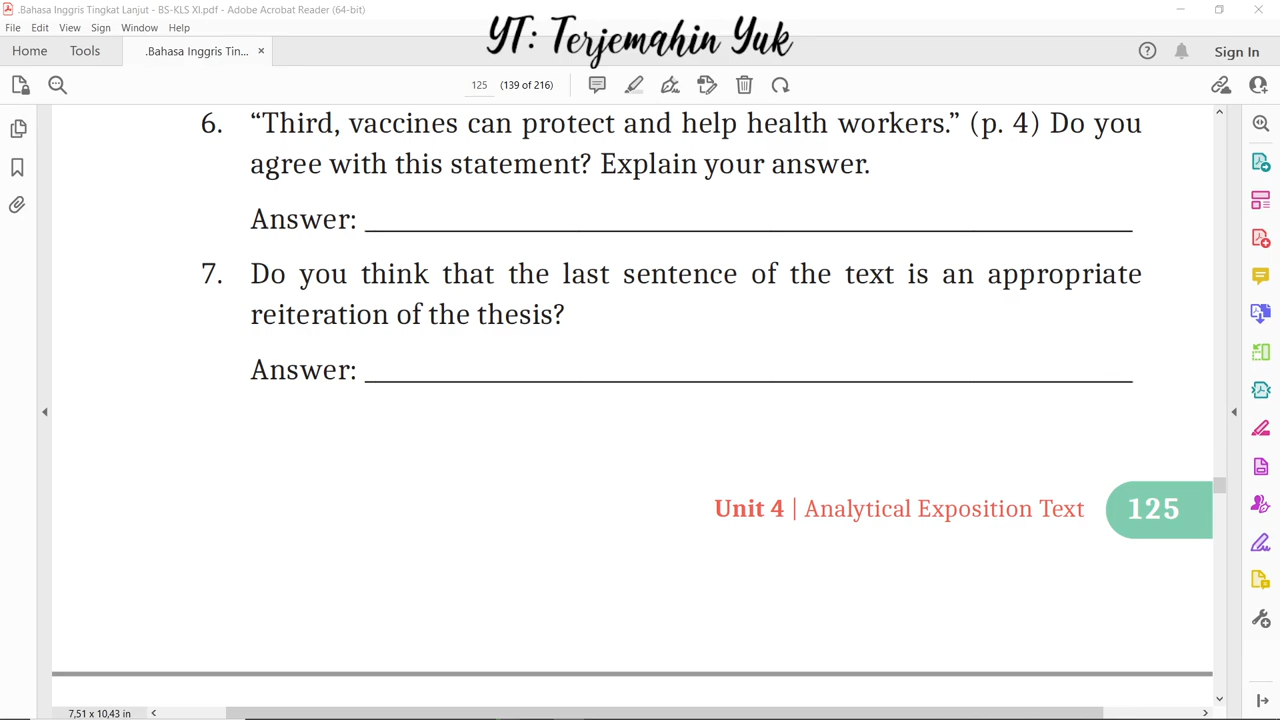 .Bahasa Inggris Tingkat Lanjut - BS-KLS XI.pdf - Adobe Acrobat Reader (64-bit)
File Edit View Sign Window Help
YT: Terjemahin Yuk
Home Tools .Bahasa Inggris Tin... × Sign In
125 (139 of 216)
6. “Third, vaccines can protect and help health workers.” (p. 4) Do you
agree with this statement? Explain your answer.
Answer:
7. Do you think that the last sentence of the text is an appropriate
reiteration of the thesis?
Answer:
Unit 4 | Analytical Exposition Text 125
7,51 x 10,43 in